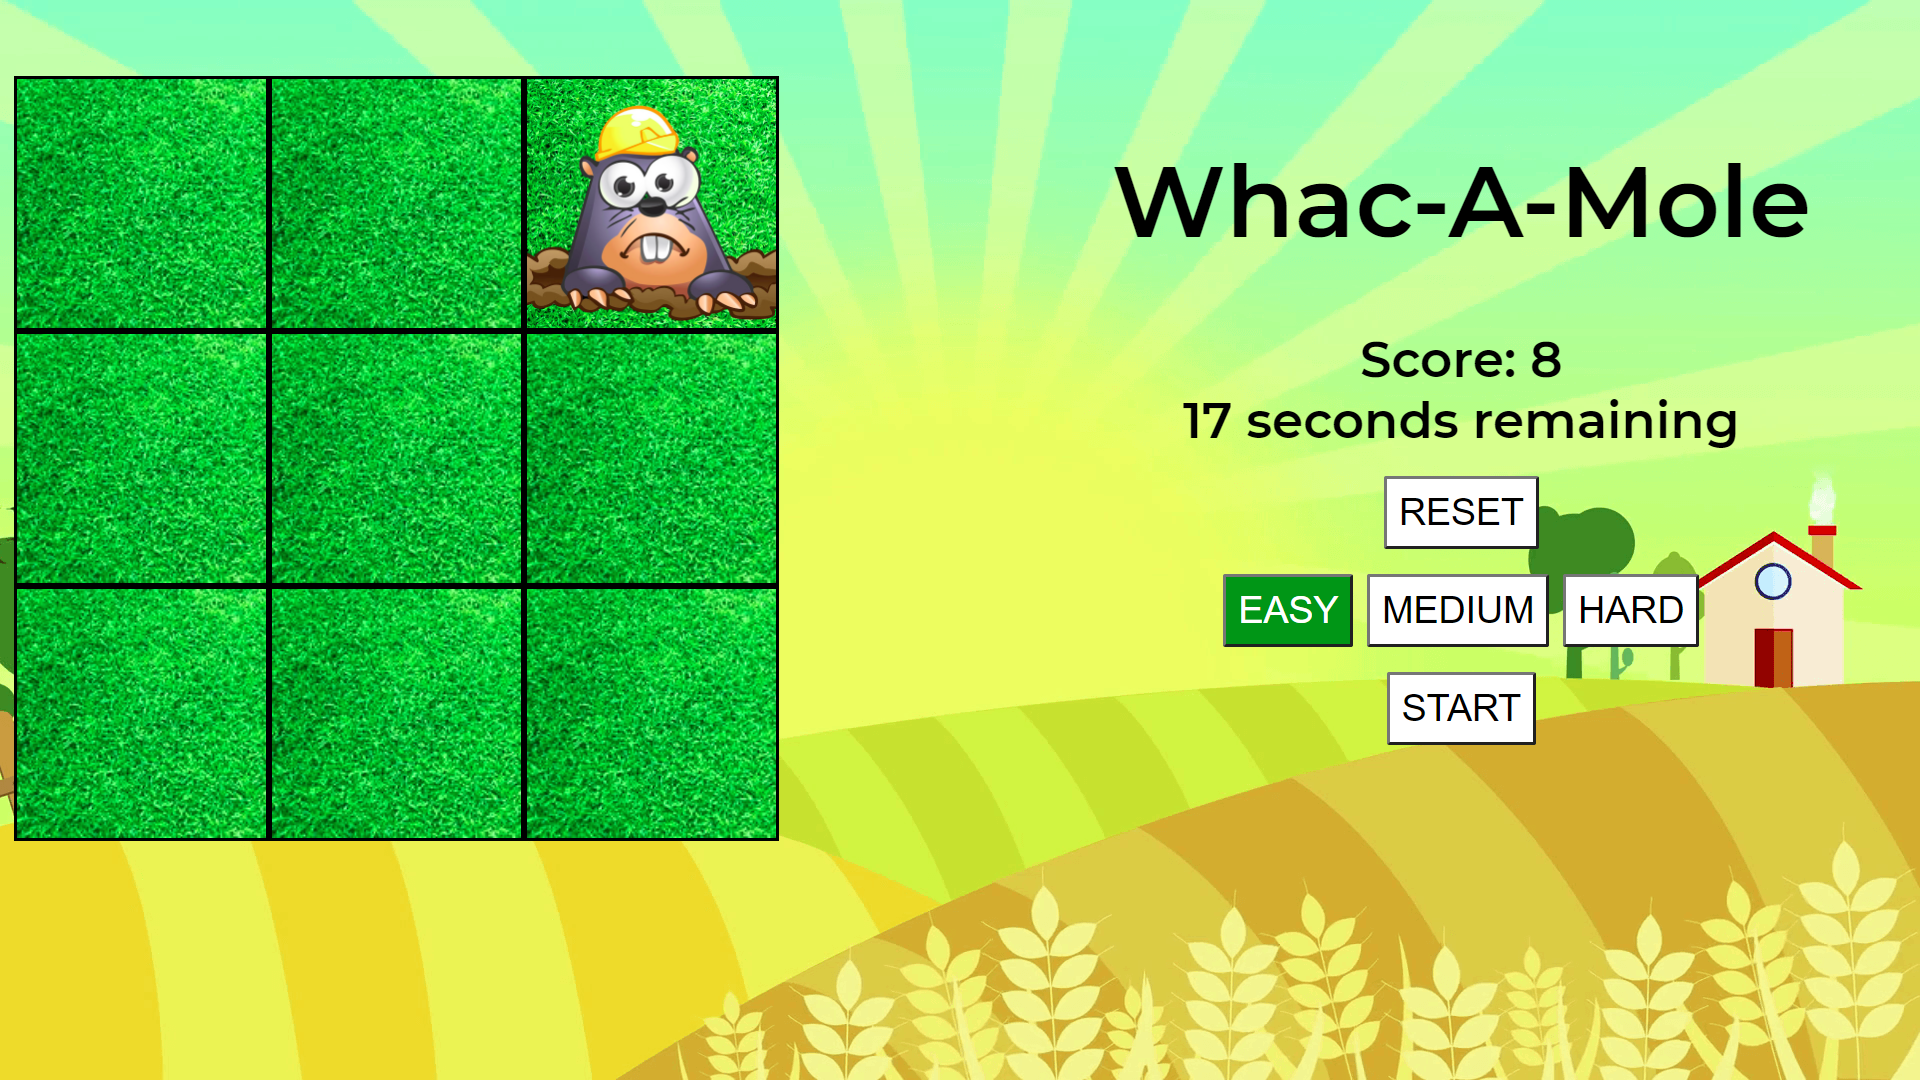 Whac-A-Mole
Score: 8
17 seconds remaining
RESET
EASY MEDIUM HARD
START